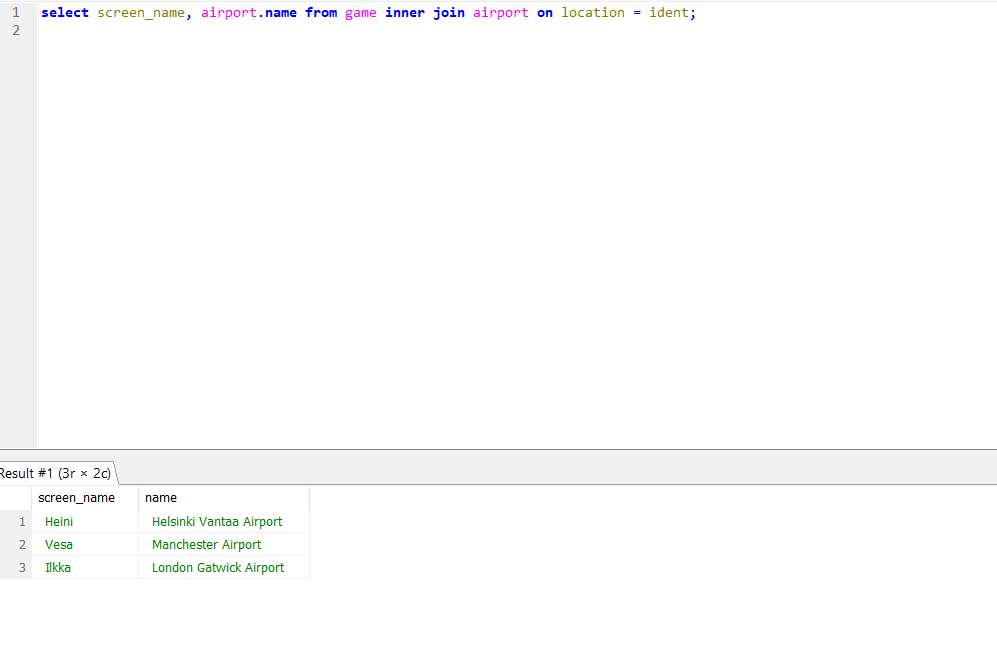 1 select screen_name, airport.name from game inner join airport on location = ident;
2
Result #1 (3r × 2c)
screen_name name
1 Heini Helsinki Vantaa Airport
2 Vesa Manchester Airport
3 Ilkka London Gatwick Airport